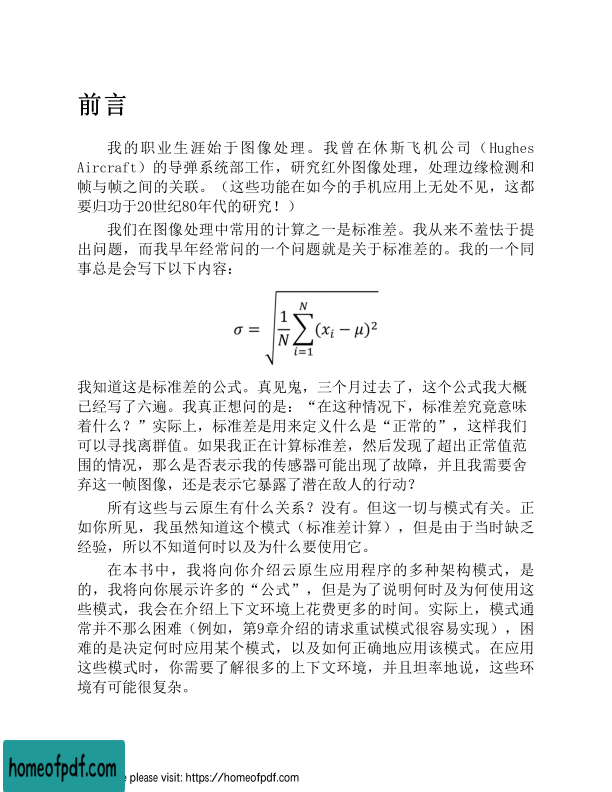 前言
我的职业生涯始于图像处理。我曾在休斯飞机公司（Hughes
Aircraft）的导弹系统部工作，研究红外图像处理，处理边缘检测和
帧与帧之间的关联。（这些功能在如今的手机应用上无处不见，这都
要归功于20世纪80年代的研究！）
我们在图像处理中常用的计算之一是标准差。我从来不羞怯于提
出问题，而我早年经常问的一个问题就是关于标准差的。我的一个同
事总是会写下以下内容：
σ = √(1/N ∑_{i=1}^{N} (x_i − μ)²)
我知道这是标准差的公式。真见鬼，三个月过去了，这个公式我大概
已经写了六遍。我真正想问的是：“在这种情况下，标准差究竟意味
着什么？”实际上，标准差是用来定义什么是“正常的”，这样我们
可以寻找离群值。如果我正在计算标准差，然后发现了超出正常值范
围的情况，那么是否表示我的传感器可能出现了故障，并且我需要舍
弃这一帧图像，还是表示它暴露了潜在敌人的行动？
所有这些与云原生有什么关系？没有。但这一切与模式有关。正
如你所见，我虽然知道这个模式（标准差计算），但是由于当时缺乏
经验，所以不知道何时以及为什么要使用它。
在本书中，我将向你介绍云原生应用程序的多种架构模式，是
的，我将向你展示许多的“公式”，但是为了说明何时及为何使用这
些模式，我会在介绍上下文环境上花费更多的时间。实际上，模式通
常并不那么困难（例如，第9章介绍的请求重试模式很容易实现），困
难的是决定何时应用某个模式，以及如何正确地应用该模式。在应用
这些模式时，你需要了解很多的上下文环境，并且坦率地说，这些环
境有可能很复杂。
homeofpdf.com
e please visit: https://homeofpdf.com